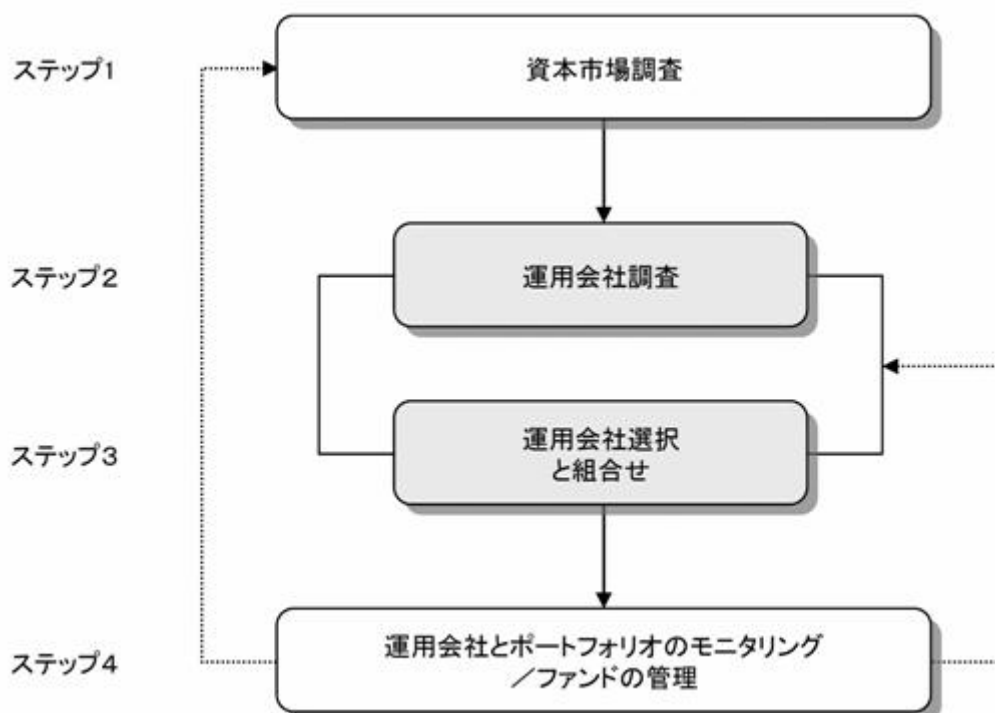 ステップ1
資本市場調査
ステップ2
運用会社調査
ステップ3
運用会社選択
と組合せ
ステップ4
運用会社とポートフォリオのモニタリング
／ファンドの管理